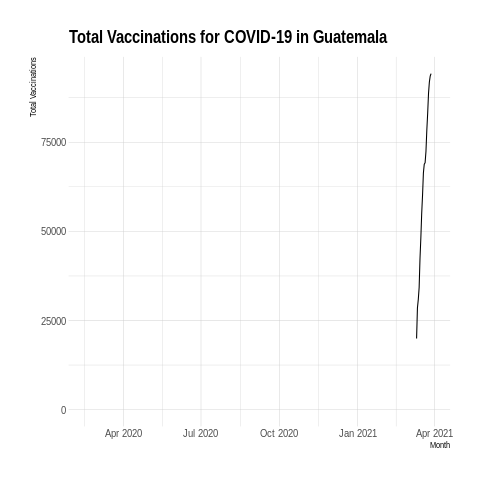 Total Vaccinations for COVID-19 in Guatemala
Total Vaccinations
75000
50000
25000
0
Apr 2020 Jul 2020 Oct 2020 Jan 2021 Apr 2021
Month